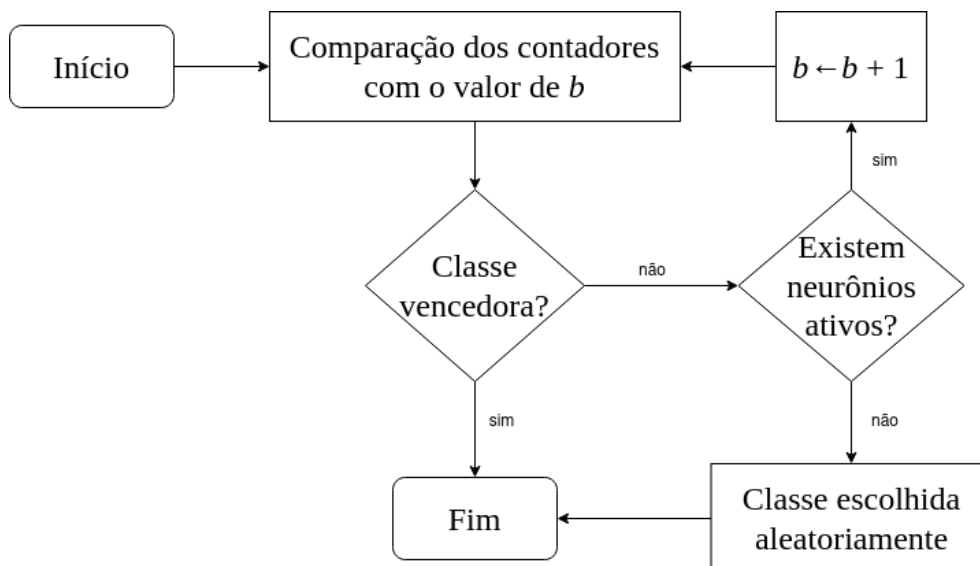 Início
Comparação dos contadores
com o valor de b
b ← b + 1
sim
Classe
vencedora?
não
Existem
neurônios
ativos?
sim
não
Fim
Classe escolhida
aleatoriamente